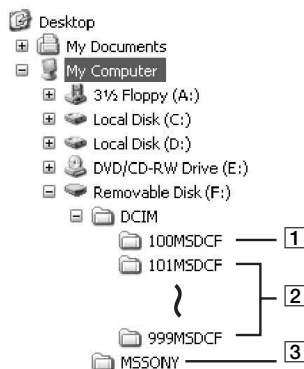 Desktop
My Documents
My Computer
3½ Floppy (A:)
Local Disk (C:)
Local Disk (D:)
DVD/CD-RW Drive (E:)
Removable Disk (F:)
DCIM
100MSDCF 1
101MSDCF
2
999MSDCF
MSSONY 3